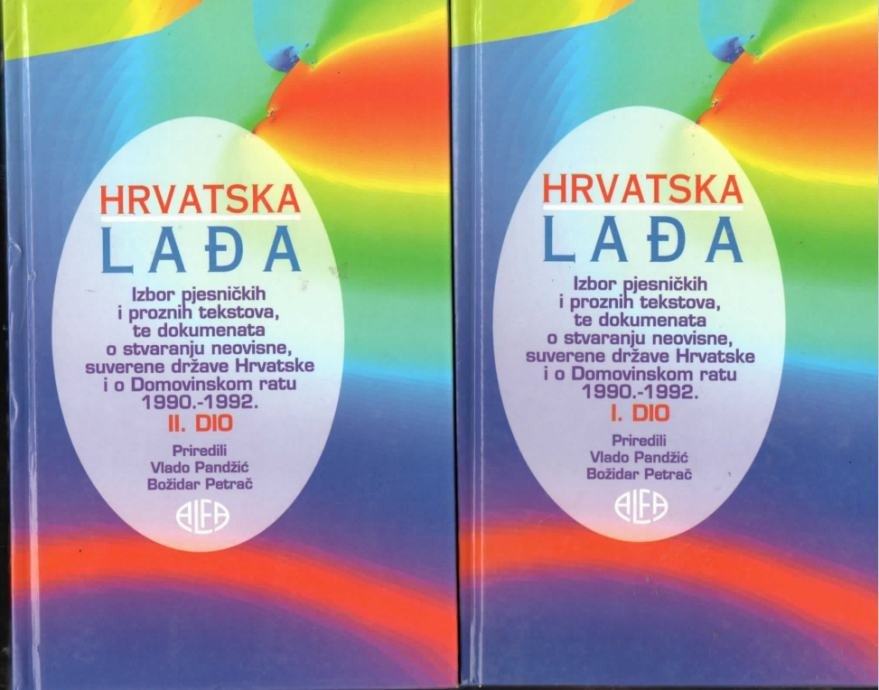 HRVATSKA
LAĐA
Izbor pjesničkih
i proznih tekstova,
te dokumenata
o stvaranju neovisne,
suverene države Hrvatske
i o Domovinskom ratu
1990.-1992.
II. DIO
Priredili
Vlado Pandžić
Božidar Petrač
ALFA
HRVATSKA
LAĐA
Izbor pjesničkih
i proznih tekstova,
te dokumenata
o stvaranju neovisne,
suverene države Hrvatske
i o Domovinskom ratu
1990.-1992.
I. DIO
Priredili
Vlado Pandžić
Božidar Petrač
ALFA